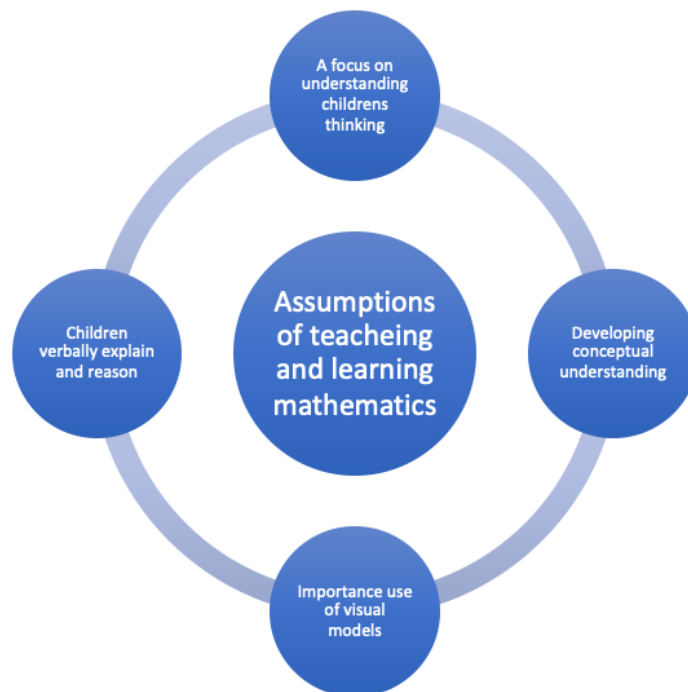 A focus on
understanding
childrens
thinking
Assumptions
of teacheing
and learning
mathematics
Children
verbally explain
and reason
Developing
conceptual
understanding
Importance use
of visual
models